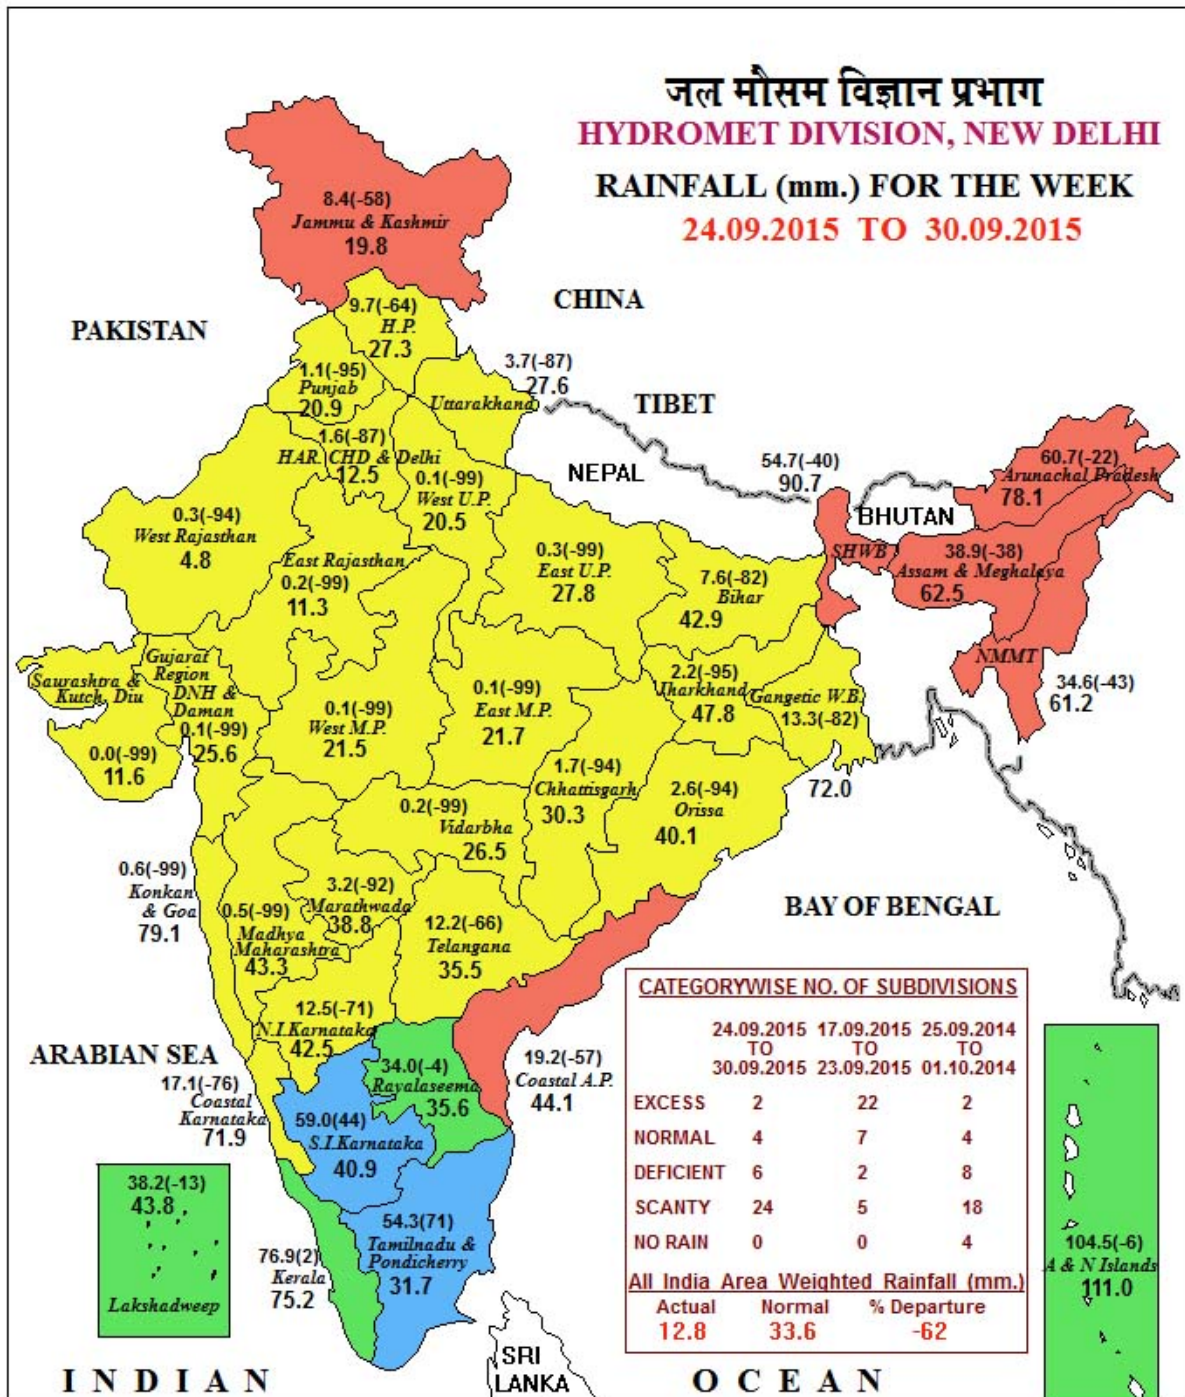 जल मौसम विज्ञान प्रभाग
HYDROMET DIVISION, NEW DELHI
RAINFALL (mm.) FOR THE WEEK
24.09.2015 TO 30.09.2015
8.4(-58)
Jammu & Kashmir
19.8
CHINA
PAKISTAN
9.7(-64)
H.P.
27.3
3.7(-87)
27.6
1.1(-95)
Punjab
20.9
Uttarakhand
TIBET
1.6(-87)
HAR. CHD & Delhi
12.5
NEPAL
0.1(-99)
West U.P.
20.5
54.7(-40)
90.7
60.7(-22)
Arunachal Pradesh
78.1
BHUTAN
0.3(-94)
West Rajasthan
4.8
East Rajasthan
0.2(-99)
11.3
0.3(-99)
East U.P.
27.8
7.6(-82)
Bihar
42.9
SHWB
38.9(-38)
Assam & Meghalaya
62.5
NMMT
34.6(-43)
61.2
Saurashtra &
Kutch, Diu
0.0(-99)
11.6
Gujarat
Region
DNH &
Daman
0.1(-99)
25.6
0.1(-99)
West M.P.
21.5
0.1(-99)
East M.P.
21.7
2.2(-95)
Jharkhand
47.8
Gangetic W.B.
13.3(-82)
72.0
1.7(-94)
Chhattisgarh
30.3
2.6(-94)
Orissa
40.1
0.2(-99)
Vidarbha
26.5
0.6(-99)
Konkan
& Goa
79.1
0.5(-99)
Madhya
Maharashtra
43.3
3.2(-92)
Marathwada
38.8
12.2(-66)
Telangana
35.5
BAY OF BENGAL
12.5(-71)
N.I.Karnataka
42.5
ARABIAN SEA
17.1(-76)
Coastal
Karnataka
71.9
34.0(-4)
Rayalaseema
35.6
19.2(-57)
Coastal A.P.
44.1
59.0(44)
S.I.Karnataka
40.9
38.2(-13)
43.8
Lakshadweep
54.3(71)
Tamilnadu &
Pondicherry
31.7
76.9(2)
Kerala
75.2
CATEGORYWISE NO. OF SUBDIVISIONS
24.09.2015 17.09.2015 25.09.2014
TO TO TO
30.09.2015 23.09.2015 01.10.2014
EXCESS 2 22 2
NORMAL 4 7 4
DEFICIENT 6 2 8
SCANTY 24 5 18
NO RAIN 0 0 4
All India Area Weighted Rainfall (mm.)
Actual Normal % Departure
12.8 33.6 -62
104.5(-6)
A & N Islands
111.0
SRI
LANKA
INDIAN OCEAN